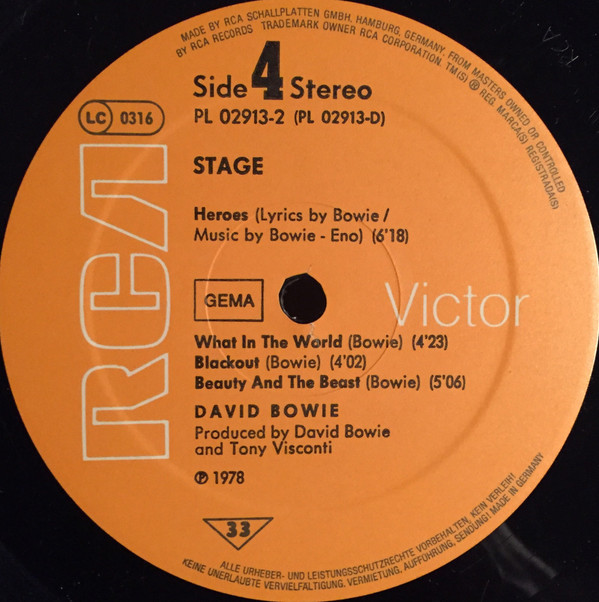 MADE BY RCA SCHALLPLATTEN GMBH, HAMBURG, GERMANY, FROM MASTERS OWNED OR CONTROLLED
BY RCA RECORDS TRADEMARK OWNER RCA CORPORATION. TM(S) ® REG. MARCA(S) REGISTRADA(S)
Side 4 Stereo
PL 02913-2 (PL 02913-D)
LC 0316
STAGE
RCA
Heroes (Lyrics by Bowie /
Music by Bowie - Eno) (6'18)
GEMA
Victor
What In The World (Bowie) (4'23)
Blackout (Bowie) (4'02)
Beauty And The Beast (Bowie) (5'06)
DAVID BOWIE
Produced by David Bowie
and Tony Visconti
℗ 1978
33
ALLE URHEBER- UND LEISTUNGSSCHUTZRECHTE VORBEHALTEN, KEIN VERLEIH!
KEINE UNERLAUBTE VERVIELFÄLTIGUNG, VERMIETUNG, AUFFÜHRUNG, SENDUNG! MADE IN GERMANY